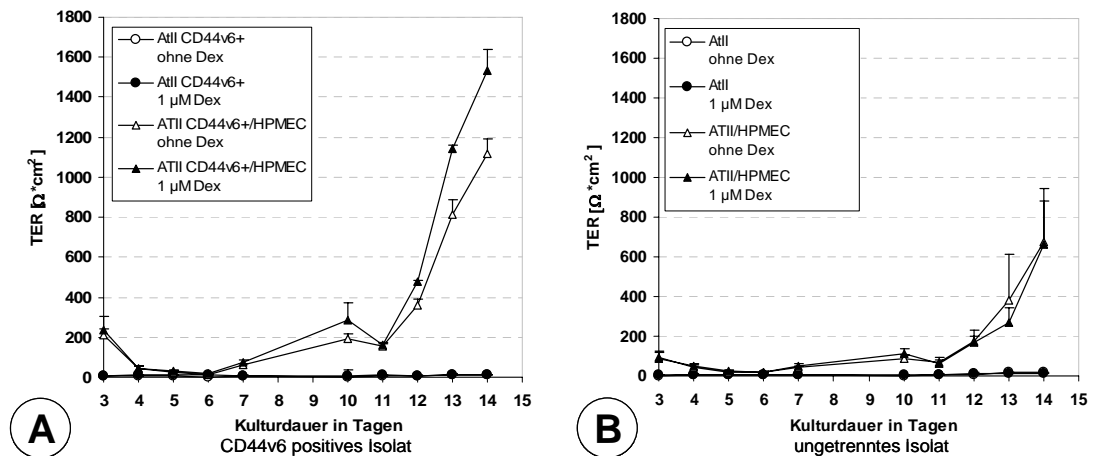 1800
1600
1400
1200
1000
800
600
400
200
0
TER [Ω*cm²]
AtII CD44v6+
ohne Dex
AtII CD44v6+
1 µM Dex
ATII CD44v6+/HPMEC
ohne Dex
ATII CD44v6+/HPMEC
1 µM Dex
3 4 5 6 7 8 9 10 11 12 13 14 15
Kulturdauer in Tagen
CD44v6 positives Isolat
A
1800
1600
1400
1200
1000
800
600
400
200
0
TER [Ω*cm²]
AtII
ohne Dex
AtII
1 µM Dex
ATII/HPMEC
ohne Dex
ATII/HPMEC
1 µM Dex
3 4 5 6 7 8 9 10 11 12 13 14 15
Kulturdauer in Tagen
ungetrenntes Isolat
B